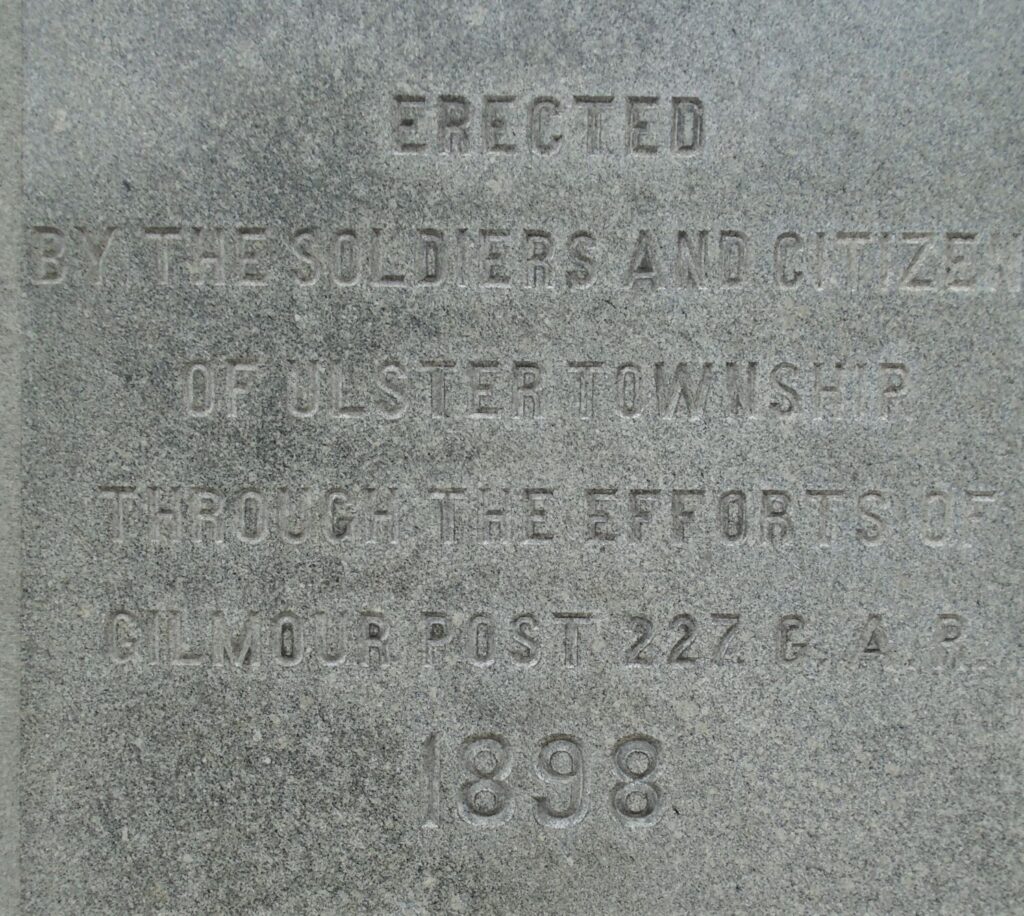 ERECTED
BY THE SOLDIERS AND CITIZEN
OF ULSTER TOWNSHIP
THROUGH THE EFFORTS OF
GILMOUR POST 227. G. A. R.
1898